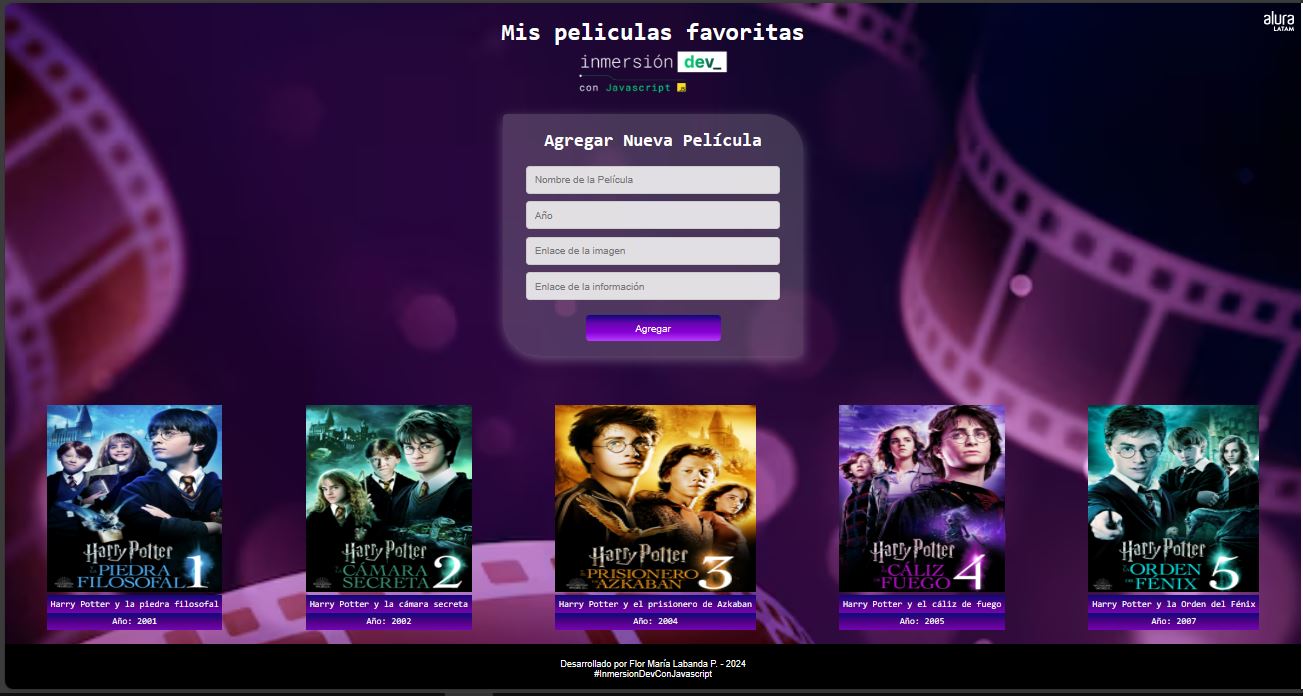 Mis peliculas favoritas
alura
LATAM
inmersión dev_
con Javascript
Agregar Nueva Película
Nombre de la Película
Año
Enlace de la imagen
Enlace de la información
Agregar
Harry Potter
PIEDRA
FILOSOFAL 1
Harry Potter y la piedra filosofal
Año: 2001
Harry Potter
Y LA CÁMARA
SECRETA 2
Harry Potter y la cámara secreta
Año: 2002
Harry Potter
PRISIONERO
DE AZKABAN 3
Harry Potter y el prisionero de Azkaban
Año: 2004
Harry Potter
CÁLIZ
DE FUEGO 4
Harry Potter y el cáliz de fuego
Año: 2005
Harry Potter
ORDEN
DEL FÉNIX 5
Harry Potter y la Orden del Fénix
Año: 2007
Desarrollado por Flor María Labanda P. - 2024
#InmersionDevConJavascript